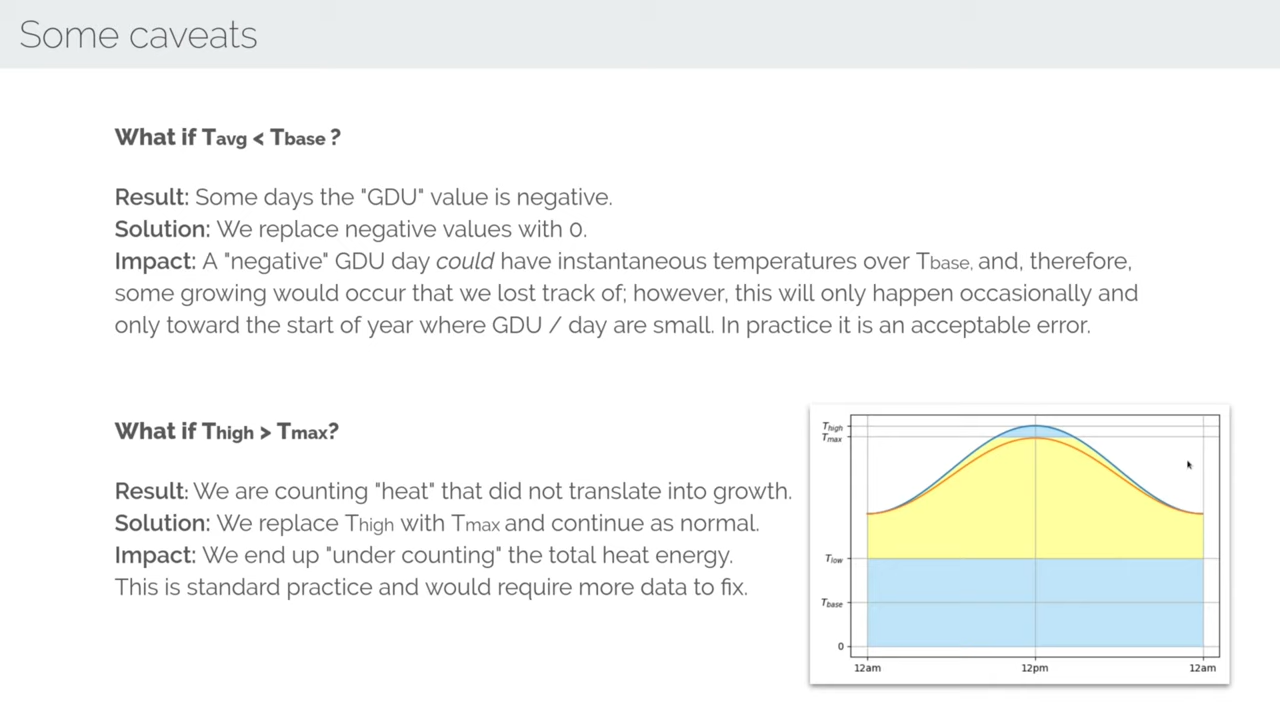 Some caveats
What if Tavg < Tbase ?
Result: Some days the "GDU" value is negative.
Solution: We replace negative values with 0.
Impact: A "negative" GDU day could have instantaneous temperatures over Tbase, and, therefore,
some growing would occur that we lost track of; however, this will only happen occasionally and
only toward the start of year where GDU / day are small. In practice it is an acceptable error.
What if Thigh > Tmax?
Result: We are counting "heat" that did not translate into growth.
Solution: We replace Thigh with Tmax and continue as normal.
Impact: We end up "under counting" the total heat energy.
This is standard practice and would require more data to fix.
Thigh
Tmax
Tlow
Tbase
0
12am 12pm 12am